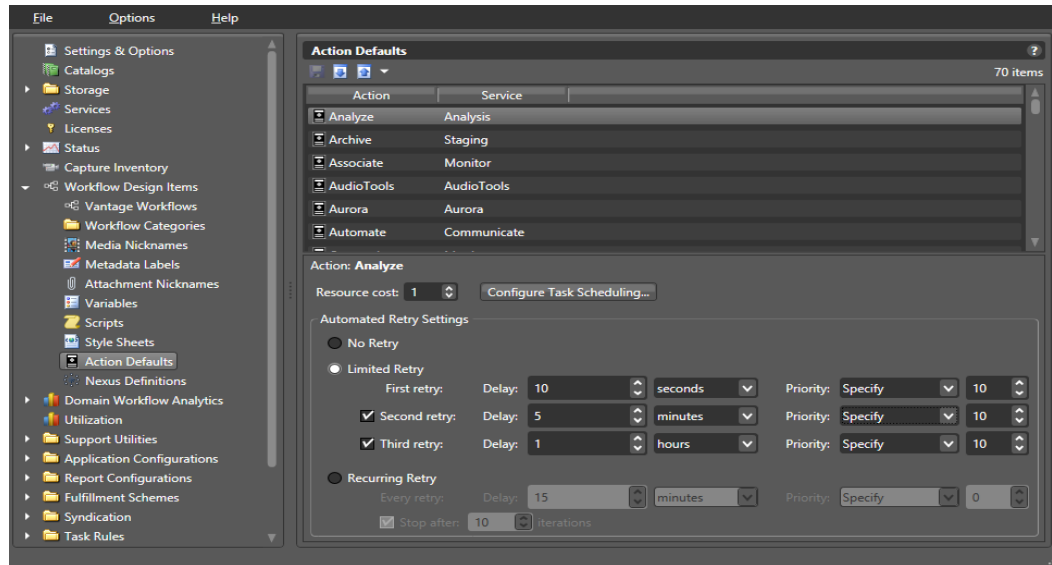 File Options Help
Settings & Options
Catalogs
Storage
Services
Licenses
Status
Capture Inventory
Workflow Design Items
Vantage Workflows
Workflow Categories
Media Nicknames
Metadata Labels
Attachment Nicknames
Variables
Scripts
Style Sheets
Action Defaults
Nexus Definitions
Domain Workflow Analytics
Utilization
Support Utilities
Application Configurations
Report Configurations
Fulfillment Schemes
Syndication
Task Rules
Action Defaults ?
70 items
Action Service
Analyze Analysis
Archive Staging
Associate Monitor
AudioTools AudioTools
Aurora Aurora
Automate Communicate
Action: Analyze
Resource cost: 1 Configure Task Scheduling...
Automated Retry Settings
No Retry
Limited Retry
First retry: Delay: 10 seconds Priority: Specify 10
Second retry: Delay: 5 minutes Priority: Specify 10
Third retry: Delay: 1 hours Priority: Specify 10
Recurring Retry
Every retry: Delay: 15 minutes Priority: Specify 0
Stop after: 10 iterations